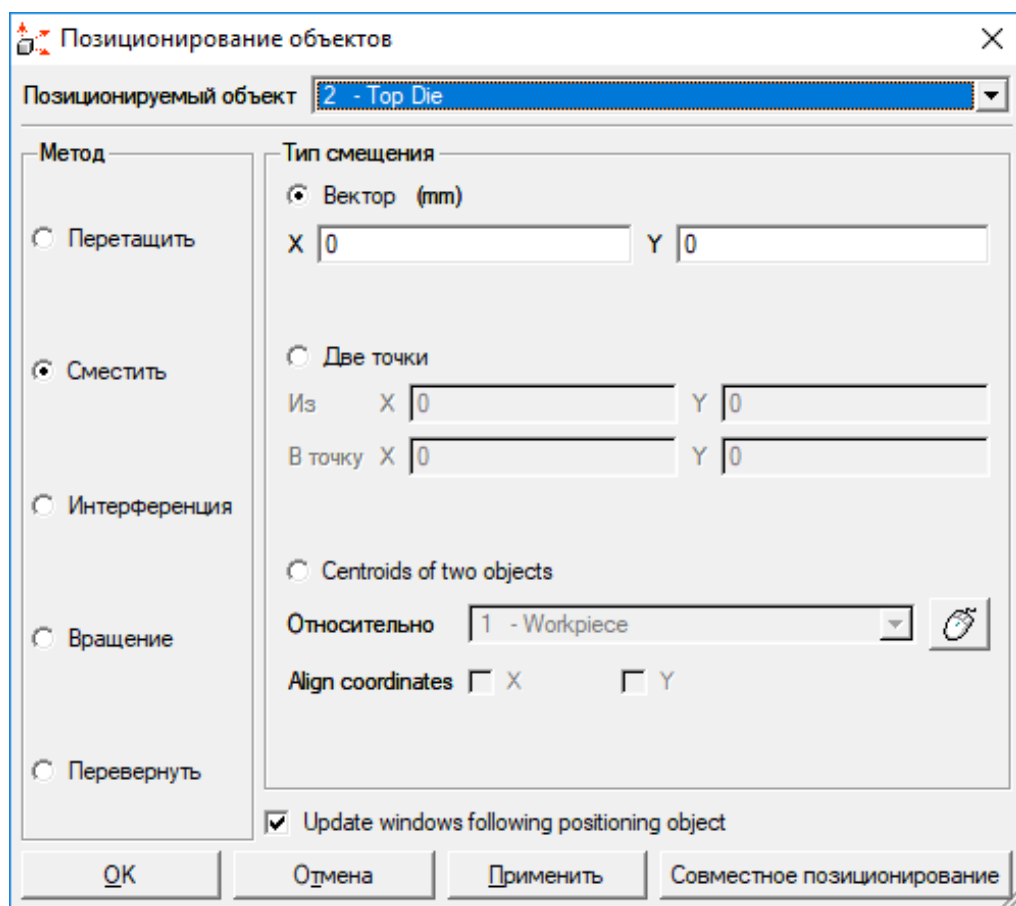 Позиционирование объектов
Позиционируемый объект 2 - Top Die
Метод
Тип смещения
Вектор (mm)
X 0 Y 0
Перетащить
Две точки
Сместить
Из X 0 Y 0
В точку X 0 Y 0
Интерференция
Centroids of two objects
Относительно 1 - Workpiece
Вращение
Align coordinates X Y
Перевернуть
Update windows following positioning object
OK Отмена Применить Совместное позиционирование